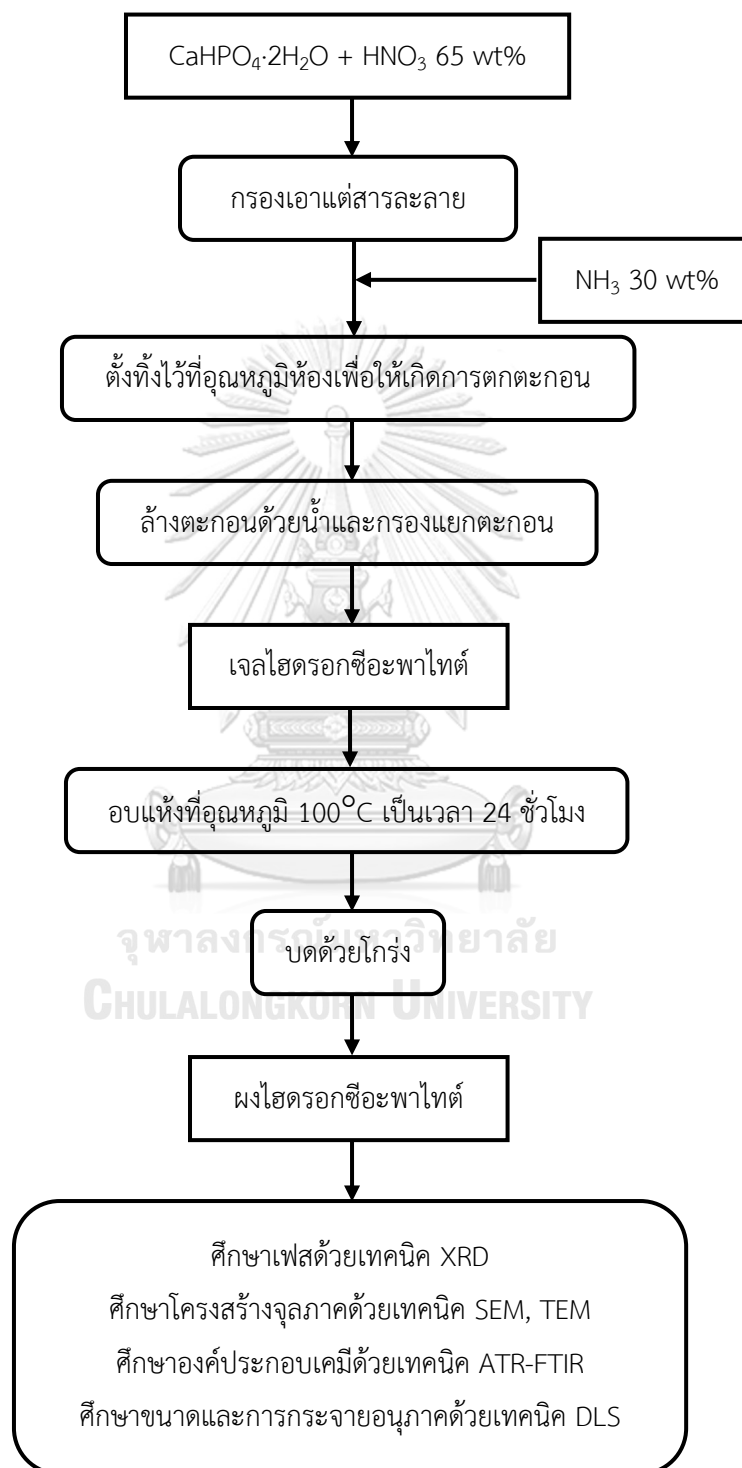 CaHPO₄·2H₂O + HNO₃ 65 wt%
กรองเอาแต่สารละลาย
NH₃ 30 wt%
ตั้งทิ้งไว้ที่อุณหภูมิห้องเพื่อให้เกิดการตกตะกอน
ล้างตะกอนด้วยน้ำและกรองแยกตะกอน
เจลไฮดรอกซีอะพาไทต์
อบแห้งที่อุณหภูมิ 100°C เป็นเวลา 24 ชั่วโมง
จุฬาลงกรณ์มหาวิทยาลัย
บดด้วยโกร่ง
CHULALONGKORN UNIVERSITY
ผงไฮดรอกซีอะพาไทต์
ศึกษาเฟสด้วยเทคนิค XRD
ศึกษาโครงสร้างจุลภาคด้วยเทคนิค SEM, TEM
ศึกษาองค์ประกอบเคมีด้วยเทคนิค ATR-FTIR
ศึกษาขนาดและการกระจายอนุภาคด้วยเทคนิค DLS